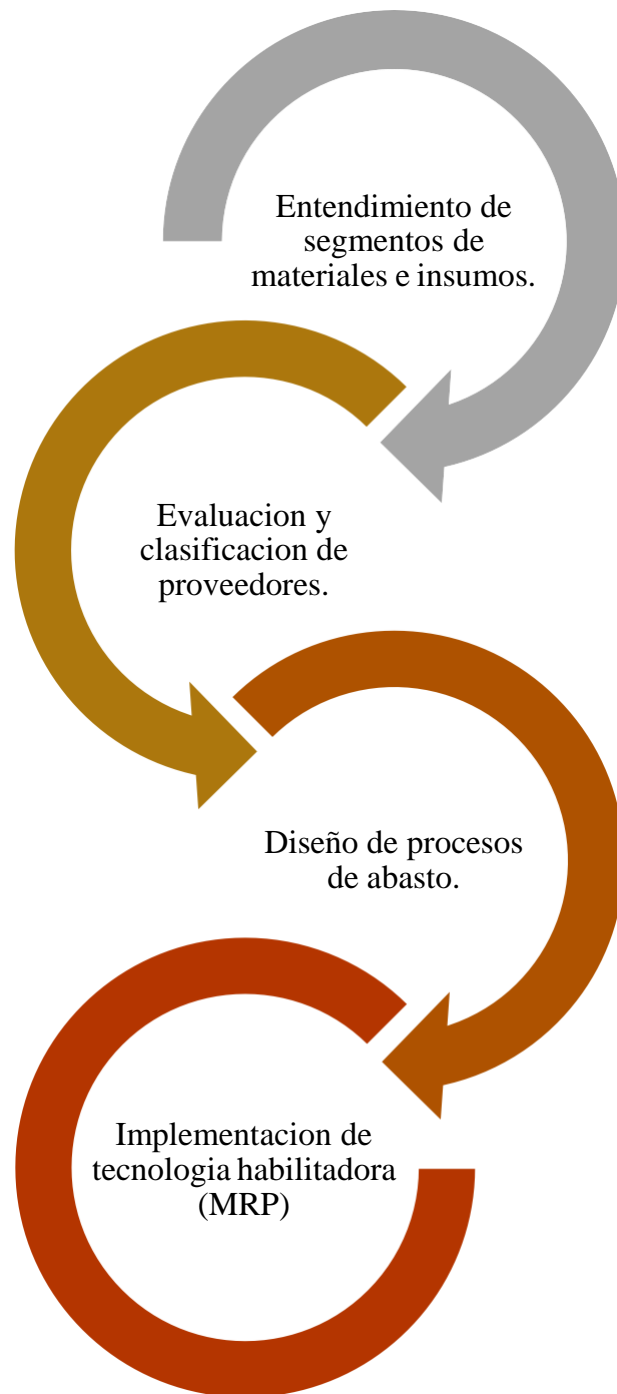 Entendimiento de
segmentos de
materiales e insumos.
Evaluacion y
clasificacion de
proveedores.
Diseño de procesos
de abasto.
Implementacion de
tecnologia habilitadora
(MRP)